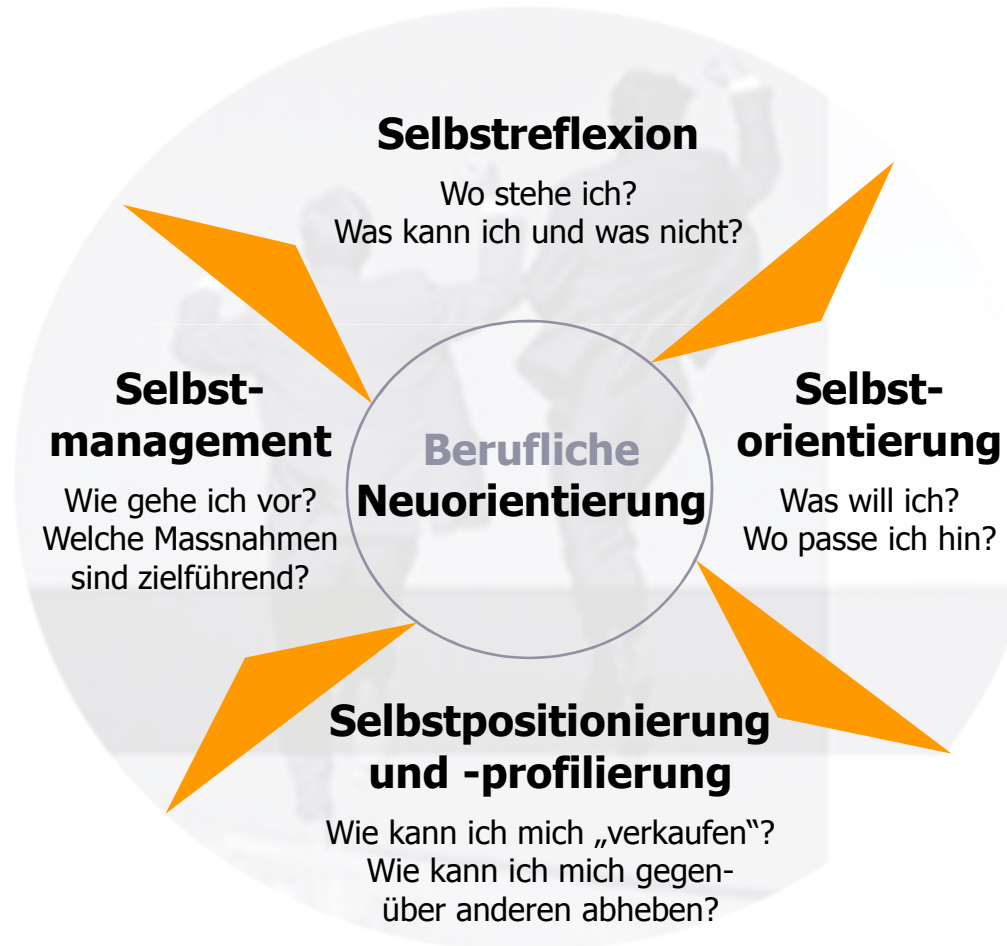 Selbstreflexion
Wo stehe ich?
Was kann ich und was nicht?
Selbst-
management
Wie gehe ich vor?
Welche Massnahmen
sind zielführend?
Berufliche
Neuorientierung
Selbst-
orientierung
Was will ich?
Wo passe ich hin?
Selbstpositionierung
und -profilierung
Wie kann ich mich „verkaufen“?
Wie kann ich mich gegen-
über anderen abheben?